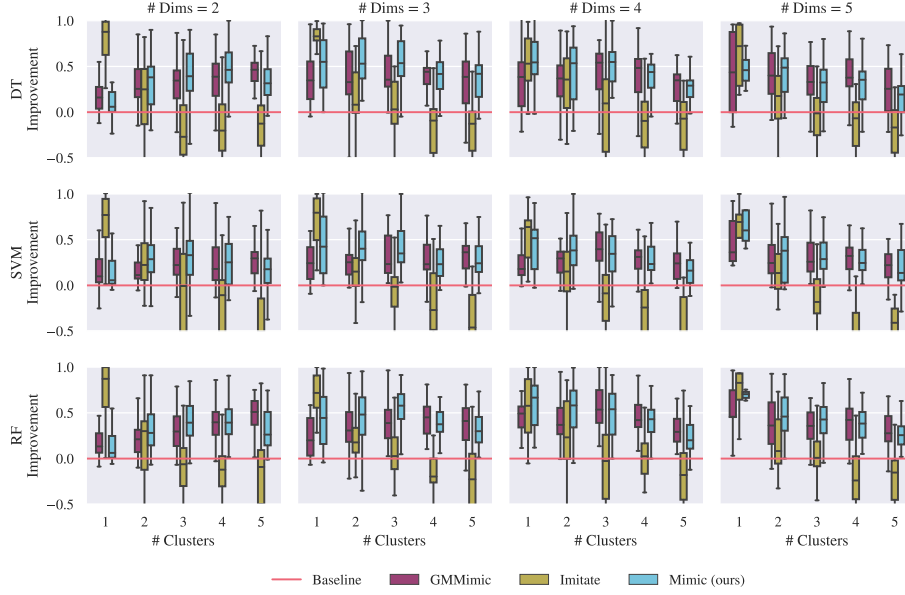 # Dims = 2 # Dims = 3 # Dims = 4 # Dims = 5
1.0
0.5
0.0
−0.5
DT
Improvement
1.0
0.5
0.0
−0.5
SVM
Improvement
1.0
0.5
0.0
−0.5
RF
Improvement
1 2 3 4 5 1 2 3 4 5 1 2 3 4 5 1 2 3 4 5
# Clusters # Clusters # Clusters # Clusters
Baseline GMMimic Imitate Mimic (ours)